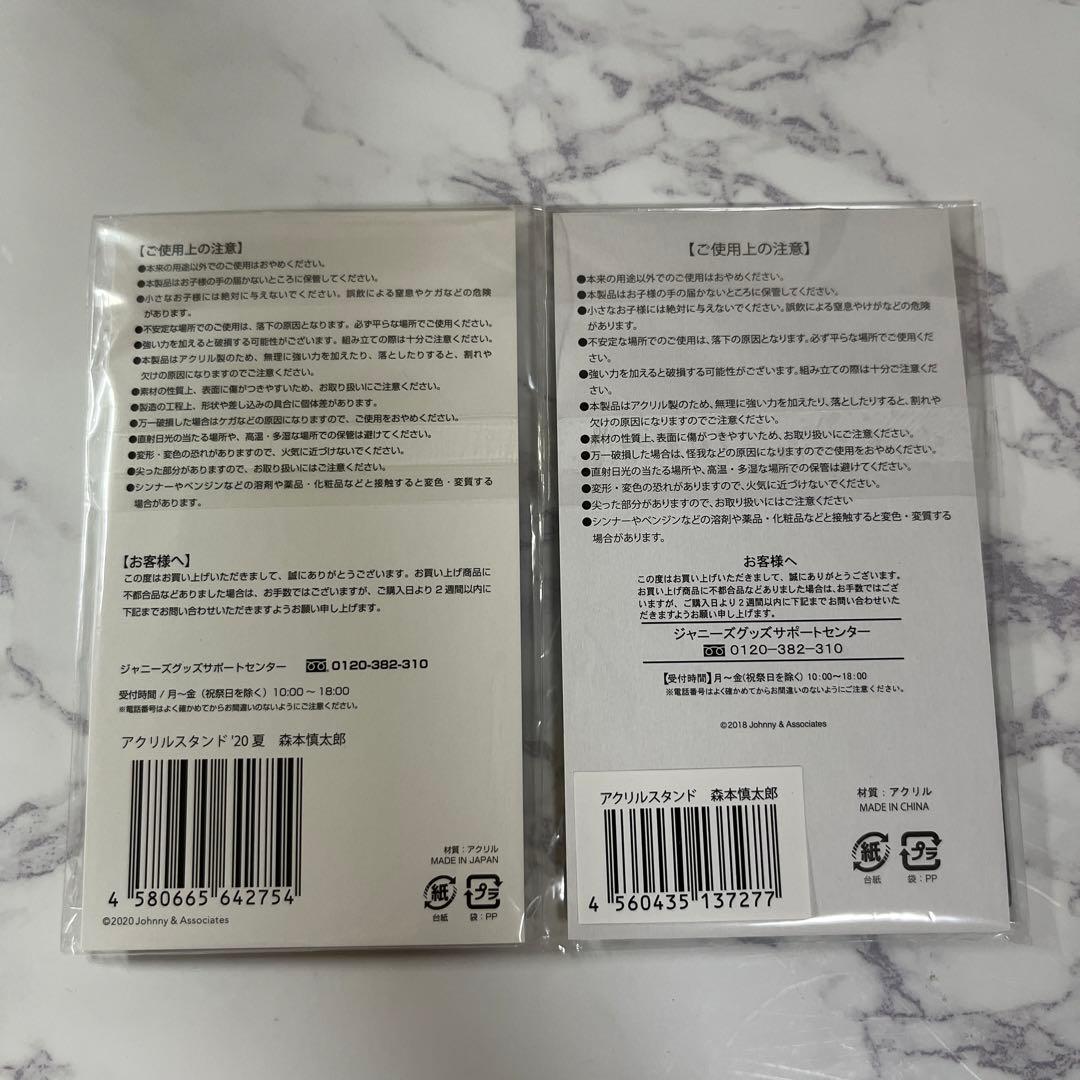 【ご使用上の注意】
●本来の用途以外でのご使用はおやめください。
●本製品はお子様の手の届かないところに保管してください。
●小さなお子様には絶対に与えないでください。誤飲による窒息やケガなどの危険
があります。
●不安定な場所でのご使用は、落下の原因となります。必ず平らな場所でご使用ください。
●強い力を加えると破損する可能性がございます。組み立ての際は十分ご注意ください。
●本製品はアクリル製のため、無理に強い力を加えたり、落としたりすると、割れや
欠けの原因になりますのでご注意ください。
●素材の性質上、表面に傷がつきやすいため、お取り扱いにご注意ください。
●製造の工程上、形状や差し込みの具合に個体差があります。
●万一破損した場合はケガなどの原因になりますので、ご使用をおやめください。
●直射日光の当たる場所や、高温・多湿な場所での保管は避けてください。
●変形・変色の恐れがありますので、火気に近づけないでください。
●尖った部分がありますので、お取り扱いにはご注意ください。
●シンナーやベンジンなどの溶剤や薬品・化粧品などと接触すると変色・変質する
場合があります。
【お客様へ】
この度はお買い上げいただきまして、誠にありがとうございます。お買い上げ商品に
不都合品などありました場合は、お手数ではございますが、ご購入日より2週間以内に
下記までお問い合わせいただきますようお願い申し上げます。
ジャニーズグッズサポートセンター 0120-382-310
受付時間 / 月〜金（祝祭日を除く）10:00〜18:00
※電話番号はよく確かめてからお間違いのないようにご注意ください。
アクリルスタンド '20 夏 森本慎太郎
4 580665 642754
©2020 Johnny & Associates
材質：アクリル
MADE IN JAPAN
紙 プラ
台紙 袋：PP
【ご使用上の注意】
●本来の用途以外でのご使用はおやめください。
●本製品はお子様の手の届かないところに保管してください。
●小さなお子様には絶対に与えないでください。誤飲による窒息やけがなどの危険
があります。
●不安定な場所でのご使用は、落下の原因となります。必ず平らな場所でご使用くだ
さい。
●強い力を加えると破損する可能性がございます。組み立ての際は十分ご注意くだ
さい。
●本製品はアクリル製のため、無理に強い力を加えたり、落としたりすると、割れや
欠けの原因になりますのでご注意ください。
●素材の性質上、表面に傷がつきやすいため、お取り扱いにご注意ください。
●万一破損した場合は、怪我などの原因になりますのでご使用をおやめください。
●直射日光の当たる場所や、高温・多湿な場所での保管は避けてください。
●変形・変色の恐れがありますので、火気に近づけないでください。
●尖った部分がありますので、お取り扱いにはご注意ください
●シンナーやベンジンなどの溶剤や薬品・化粧品などと接触すると変色・変質する
場合があります。
お客様へ
この度はお買い上げいただきまして、誠にありがとうございます。
お買い上げ商品に不都合品などありました場合は、お手数ではござ
いますが、ご購入日より2週間以内に下記までお問い合わせいた
だきますようお願い申し上げます。
ジャニーズグッズサポートセンター
0120-382-310
【受付時間】月〜金(祝祭日を除く) 10:00〜18:00
※電話番号はよく確かめてからお間違いのないようにご注意ください。
©2018 Johnny & Associates
アクリルスタンド 森本慎太郎
4 560435 137277
材質：アクリル
MADE IN CHINA
紙 プラ
台紙 袋：PP